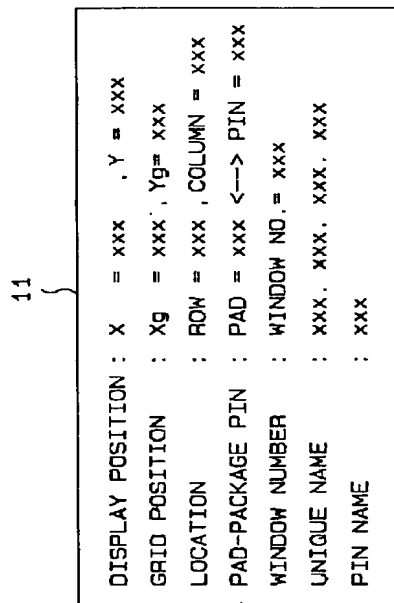 11
DISPLAY POSITION : X = xxx , Y = xxx
GRID POSITION : Xg = xxx , Yg= xxx
LOCATION : ROW = xxx , COLUMN = xxx
PAD-PACKAGE PIN : PAD = xxx <--> PIN = xxx
WINDOW NUMBER : WINDOW NO.= xxx
UNIQUE NAME : xxx. xxx. xxx. xxx
PIN NAME : xxx